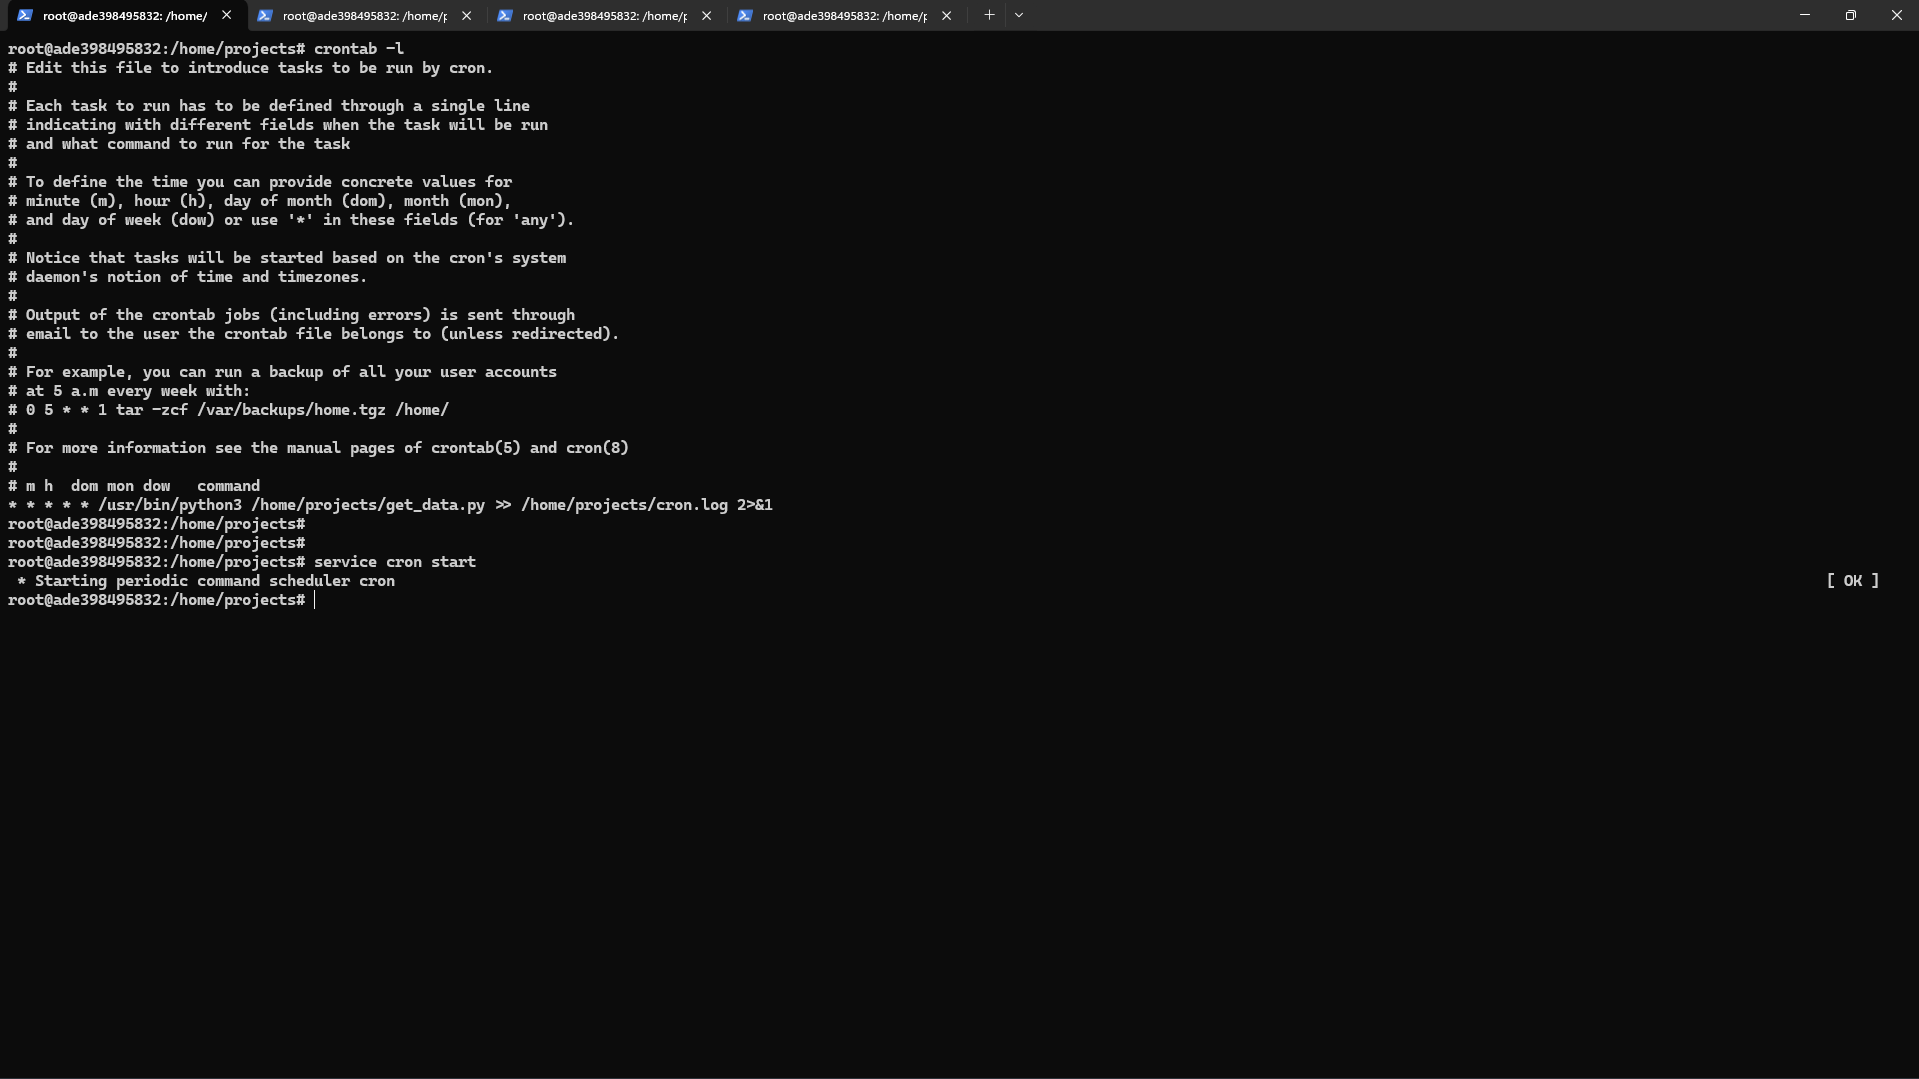 root@ade398495832: /home/
root@ade398495832: /home/p
root@ade398495832: /home/p
root@ade398495832: /home/p
root@ade398495832:/home/projects# crontab -l
# Edit this file to introduce tasks to be run by cron.
#
# Each task to run has to be defined through a single line
# indicating with different fields when the task will be run
# and what command to run for the task
#
# To define the time you can provide concrete values for
# minute (m), hour (h), day of month (dom), month (mon),
# and day of week (dow) or use '*' in these fields (for 'any').
#
# Notice that tasks will be started based on the cron's system
# daemon's notion of time and timezones.
#
# Output of the crontab jobs (including errors) is sent through
# email to the user the crontab file belongs to (unless redirected).
#
# For example, you can run a backup of all your user accounts
# at 5 a.m every week with:
# 0 5 * * 1 tar -zcf /var/backups/home.tgz /home/
#
# For more information see the manual pages of crontab(5) and cron(8)
#
# m h  dom mon dow   command
* * * * * /usr/bin/python3 /home/projects/get_data.py >> /home/projects/cron.log 2>&1
root@ade398495832:/home/projects#
root@ade398495832:/home/projects#
root@ade398495832:/home/projects# service cron start
 * Starting periodic command scheduler cron [ OK ]
root@ade398495832:/home/projects#